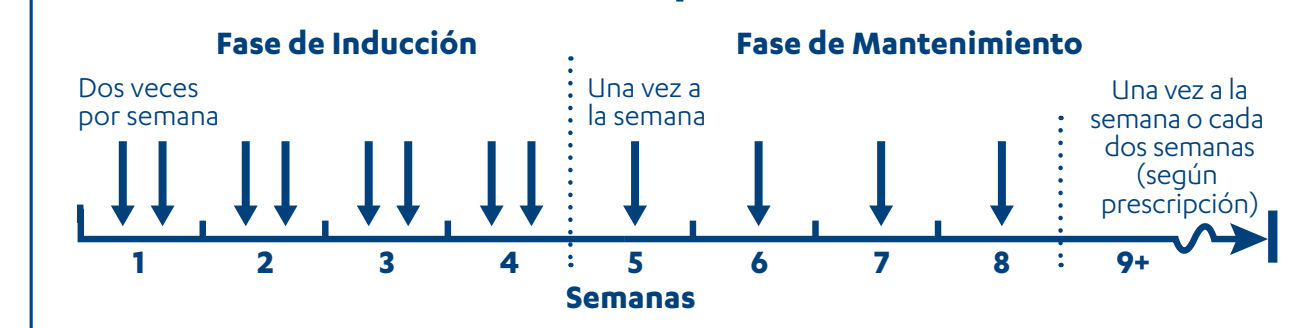 Fase de Inducción
Fase de Mantenimiento
Dos veces
por semana
Una vez a
la semana
Una vez a la
semana o cada
dos semanas
(según
prescripción)
1 2 3 4 5 6 7 8 9+
Semanas